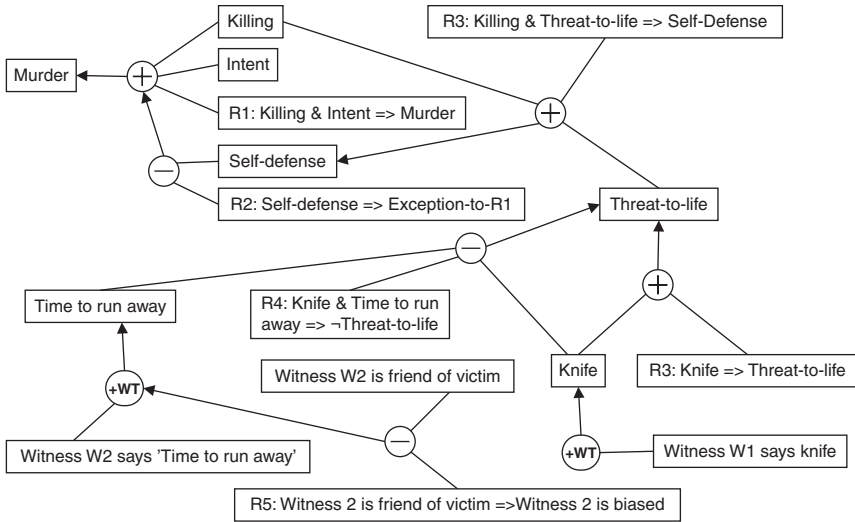 Killing
R3: Killing & Threat-to-life => Self-Defense
Murder
+
Intent
R1: Killing & Intent => Murder
+
Self-defense
−
R2: Self-defense => Exception-to-R1
Threat-to-life
−
Time to run away
R4: Knife & Time to run
away => ¬Threat-to-life
+
Knife
R3: Knife => Threat-to-life
+WT
Witness W2 is friend of victim
Witness W2 says 'Time to run away'
−
+WT
Witness W1 says knife
R5: Witness 2 is friend of victim =>Witness 2 is biased